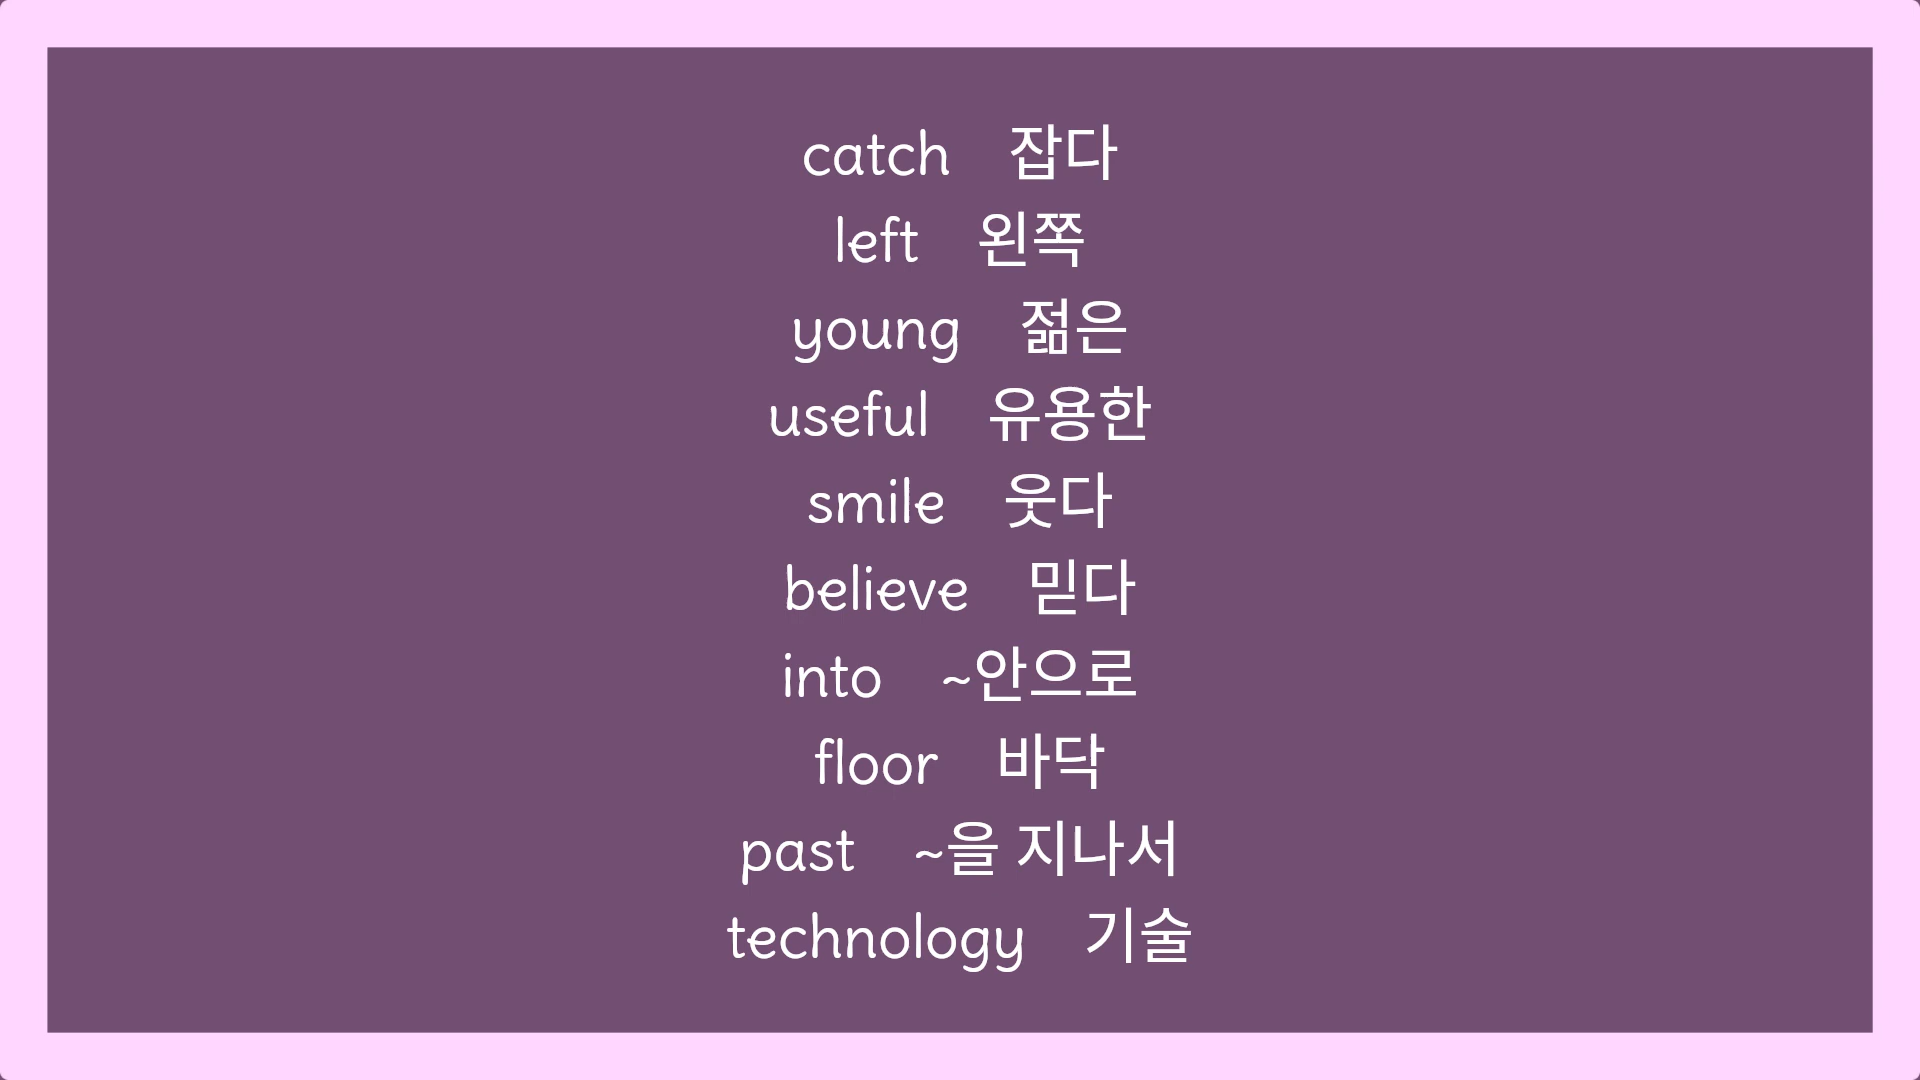 catch 잡다
left 왼쪽
young 젊은
useful 유용한
smile 웃다
believe 믿다
into ~안으로
floor 바닥
past ~을 지나서
technology 기술